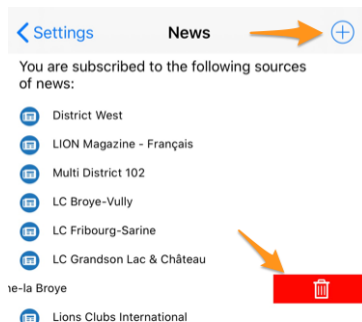 Settings
News
You are subscribed to the following sources
of news:
District West
LION Magazine - Français
Multi District 102
LC Broye-Vully
LC Fribourg-Sarine
LC Grandson Lac & Château
ne-la Broye
Lions Clubs International